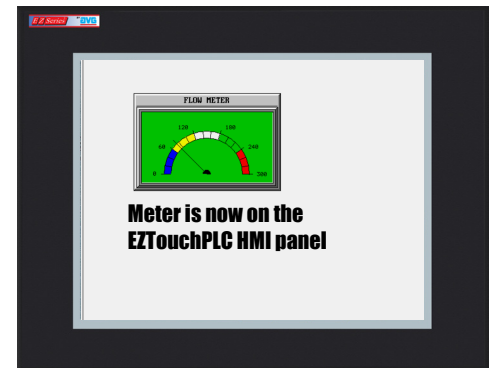 EZ Series AVG
FLOW METER
120 180
60 240
0 300
Meter is now on the
EZTouchPLC HMI panel